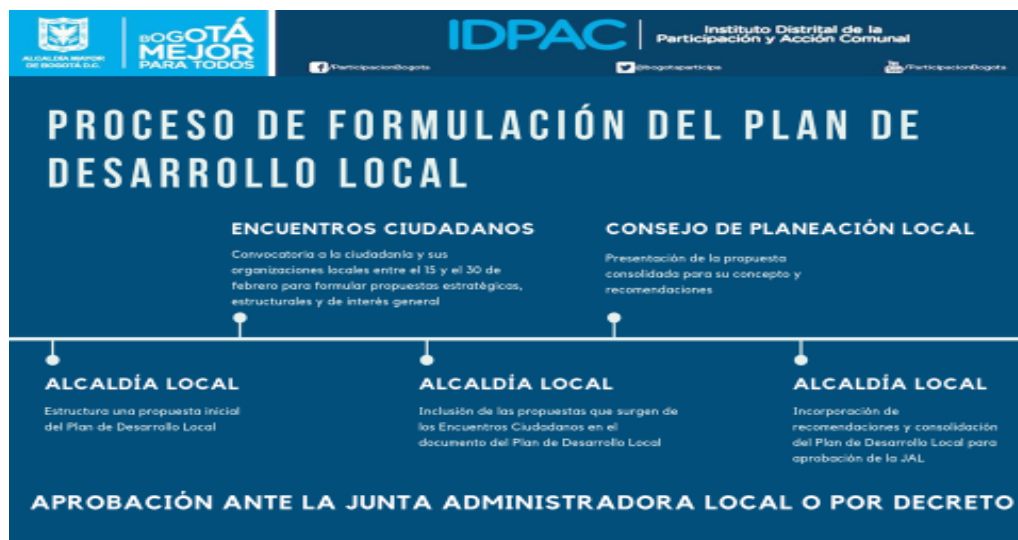 ALCALDÍA MAYOR
DE BOGOTÁ D.C.
BOGOTÁ
MEJOR
PARA TODOS
IDPAC
Instituto Distrital de la
Participación y Acción Comunal
/ParticipacionBogota
@bogotaparticipa
/ParticipacionBogota
PROCESO DE FORMULACIÓN DEL PLAN DE
DESARROLLO LOCAL
ENCUENTROS CIUDADANOS
Convocatoria a la ciudadanía y sus
organizaciones locales entre el 15 y el 30 de
febrero para formular propuestas estratégicas,
estructurales y de interés general
CONSEJO DE PLANEACIÓN LOCAL
Presentación de la propuesta
consolidada para su concepto y
recomendaciones
ALCALDÍA LOCAL
Estructura una propuesta inicial
del Plan de Desarrollo Local
ALCALDÍA LOCAL
Inclusión de las propuestas que surgen de
los Encuentros Ciudadanos en el
documento del Plan de Desarrollo Local
ALCALDÍA LOCAL
Incorporación de
recomendaciones y consolidación
del Plan de Desarrollo Local para
aprobación de la JAL
APROBACIÓN ANTE LA JUNTA ADMINISTRADORA LOCAL O POR DECRETO